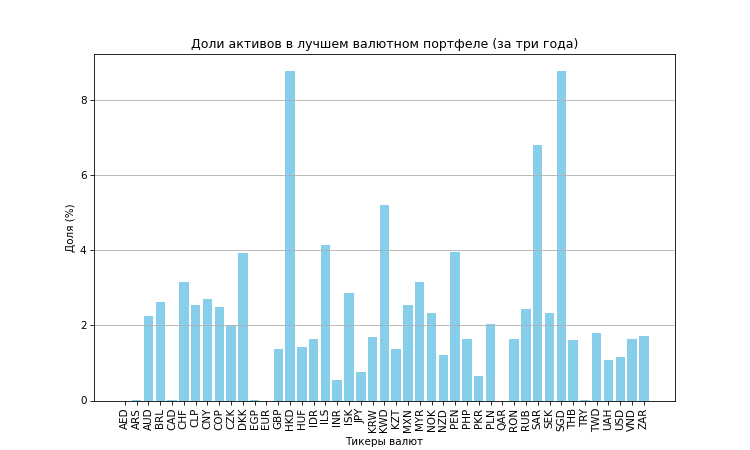 Доли активов в лучшем валютном портфеле (за три года)
Доля (%)
8
6
4
2
0
AED ARS AUD BRL CAD CHF CLP CNY COP CZK DKK EGP EUR GBP HKD HUF IDR ILS INR ISK JPY KRW KWD KZT MXN MYR NOK NZD PEN PHP PKR PLN QAR RON RUB SAR SEK SGD THB TRY TWD UAH USD VND ZAR
Тикеры валют